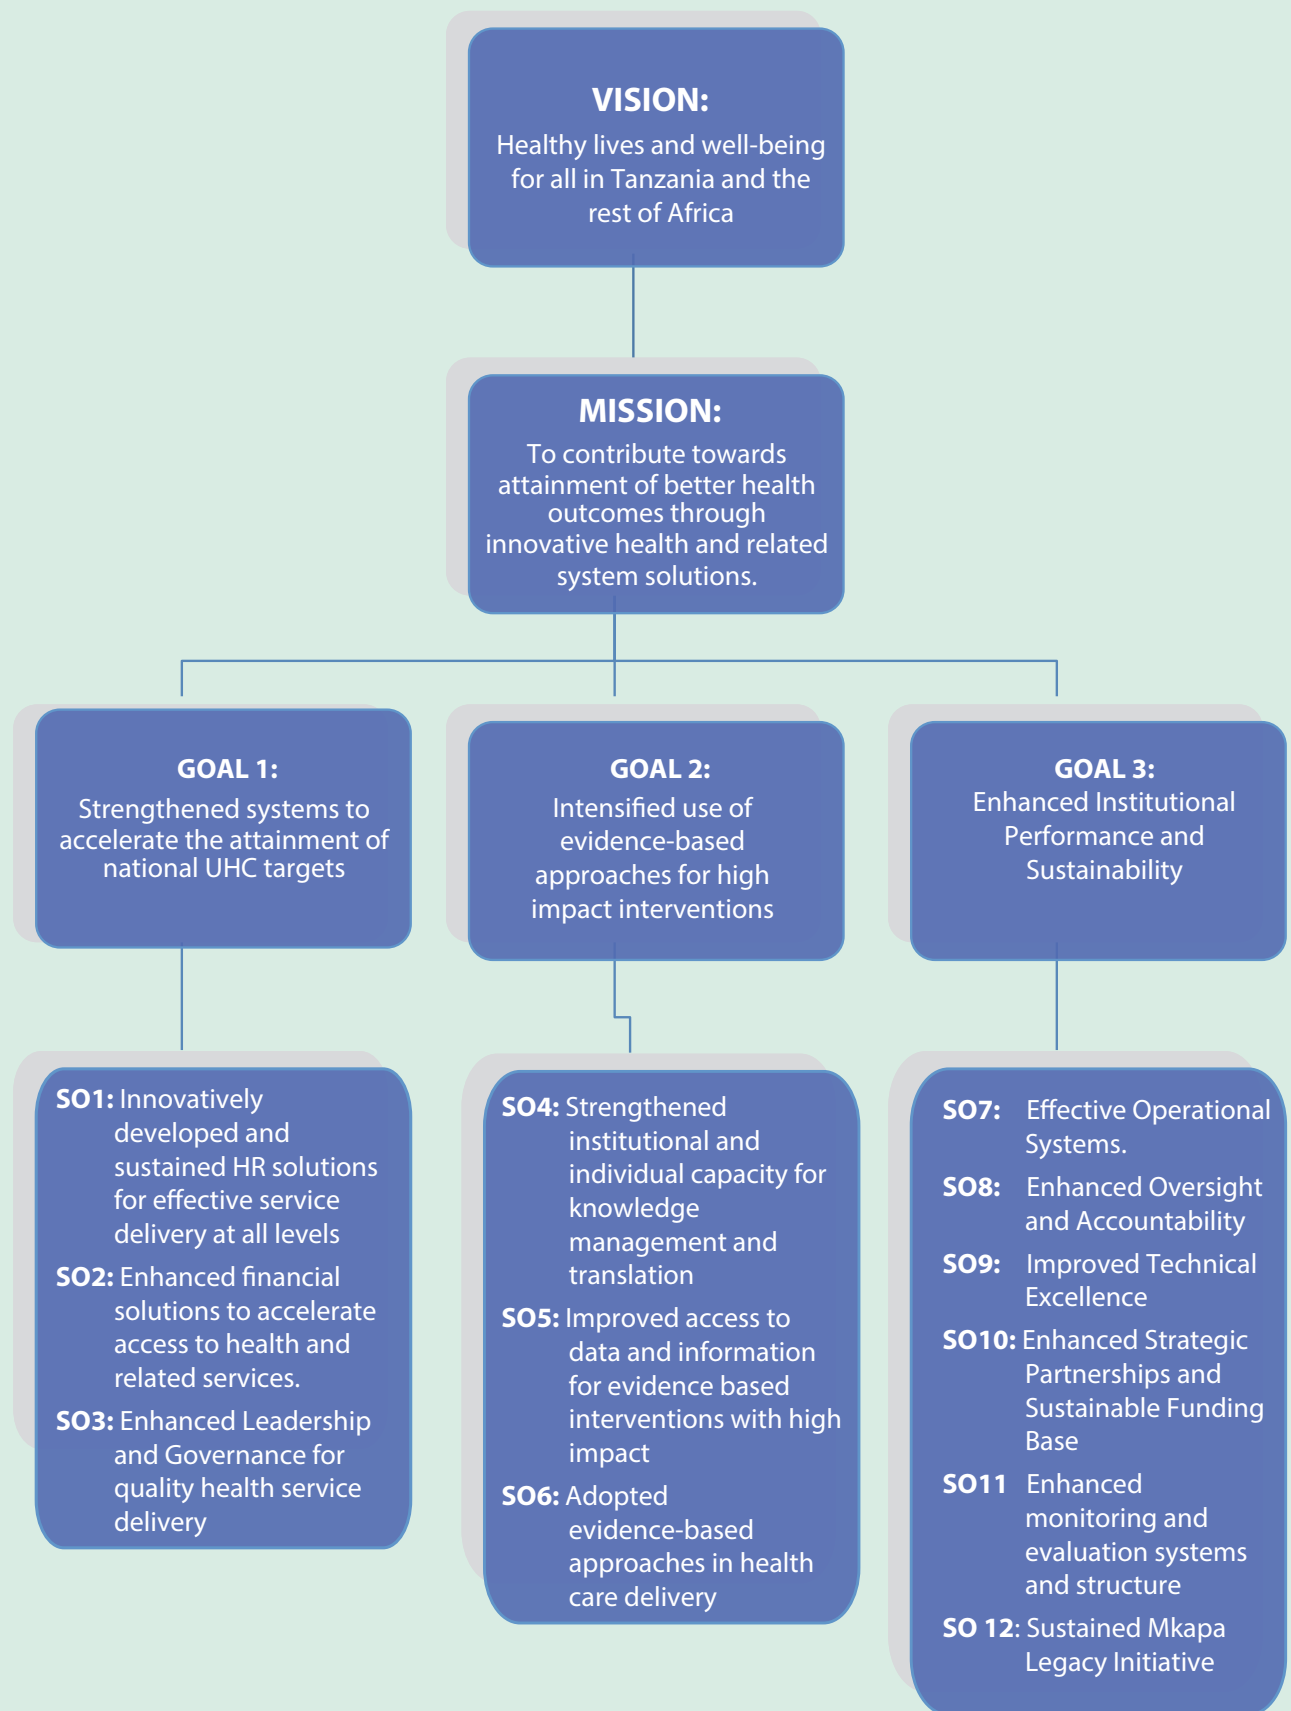 VISION:
Healthy lives and well-being
for all in Tanzania and the
rest of Africa
MISSION:
To contribute towards
attainment of better health
outcomes through
innovative health and related
system solutions.
GOAL 1:
Strengthened systems to
accelerate the attainment of
national UHC targets
GOAL 2:
Intensified use of
evidence-based
approaches for high
impact interventions
GOAL 3:
Enhanced Institutional
Performance and
Sustainability
SO1: Innovatively
developed and
sustained HR solutions
for effective service
delivery at all levels
SO2: Enhanced financial
solutions to accelerate
access to health and
related services.
SO3: Enhanced Leadership
and Governance for
quality health service
delivery
SO4: Strengthened
institutional and
individual capacity for
knowledge
management and
translation
SO5: Improved access to
data and information
for evidence based
interventions with high
impact
SO6: Adopted
evidence-based
approaches in health
care delivery
SO7: Effective Operational
Systems.
SO8: Enhanced Oversight
and Accountability
SO9: Improved Technical
Excellence
SO10: Enhanced Strategic
Partnerships and
Sustainable Funding
Base
SO11 Enhanced
monitoring and
evaluation systems
and structure
SO 12: Sustained Mkapa
Legacy Initiative